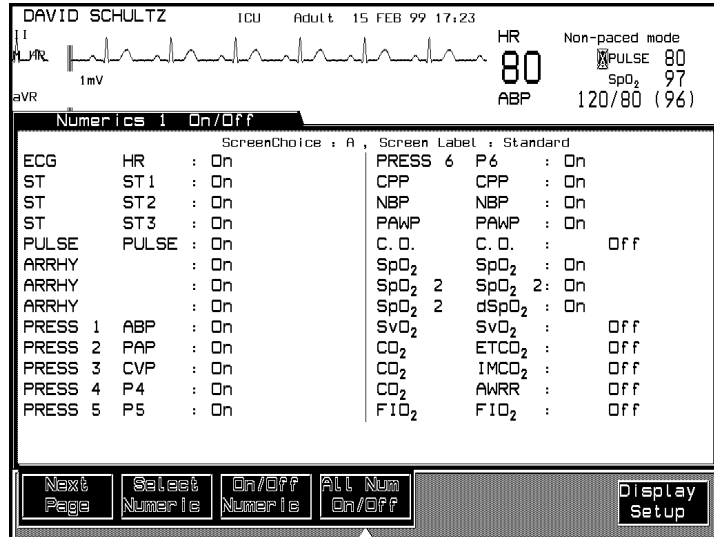 DAVID SCHULTZ ICU Adult 15 FEB 99 17:23
II
HR Non-paced mode
80
PULSE 80
SpO₂ 97
1mV
aVR
ABP 120/80 (96)
Numerics 1 On/Off
ScreenChoice : A , Screen Label : Standard
ECG HR : On
ST ST1 : On
ST ST2 : On
ST ST3 : On
PULSE PULSE : On
ARRHY : On
ARRHY : On
ARRHY : On
PRESS 1 ABP : On
PRESS 2 PAP : On
PRESS 3 CVP : On
PRESS 4 P4 : On
PRESS 5 P5 : On
PRESS 6 P6 : On
CPP CPP : On
NBP NBP : On
PAWP PAWP : On
C.O. C.O. : Off
SpO₂ SpO₂ : On
SpO₂ 2 SpO₂ 2: On
SpO₂ 2 dSpO₂ : On
SvO₂ SvO₂ : Off
CO₂ ETCO₂ : Off
CO₂ IMCO₂ : Off
CO₂ AWRR : Off
FIO₂ FIO₂ : Off
Next Page
Select Numeric
On/Off Numeric
All Num On/Off
Display Setup